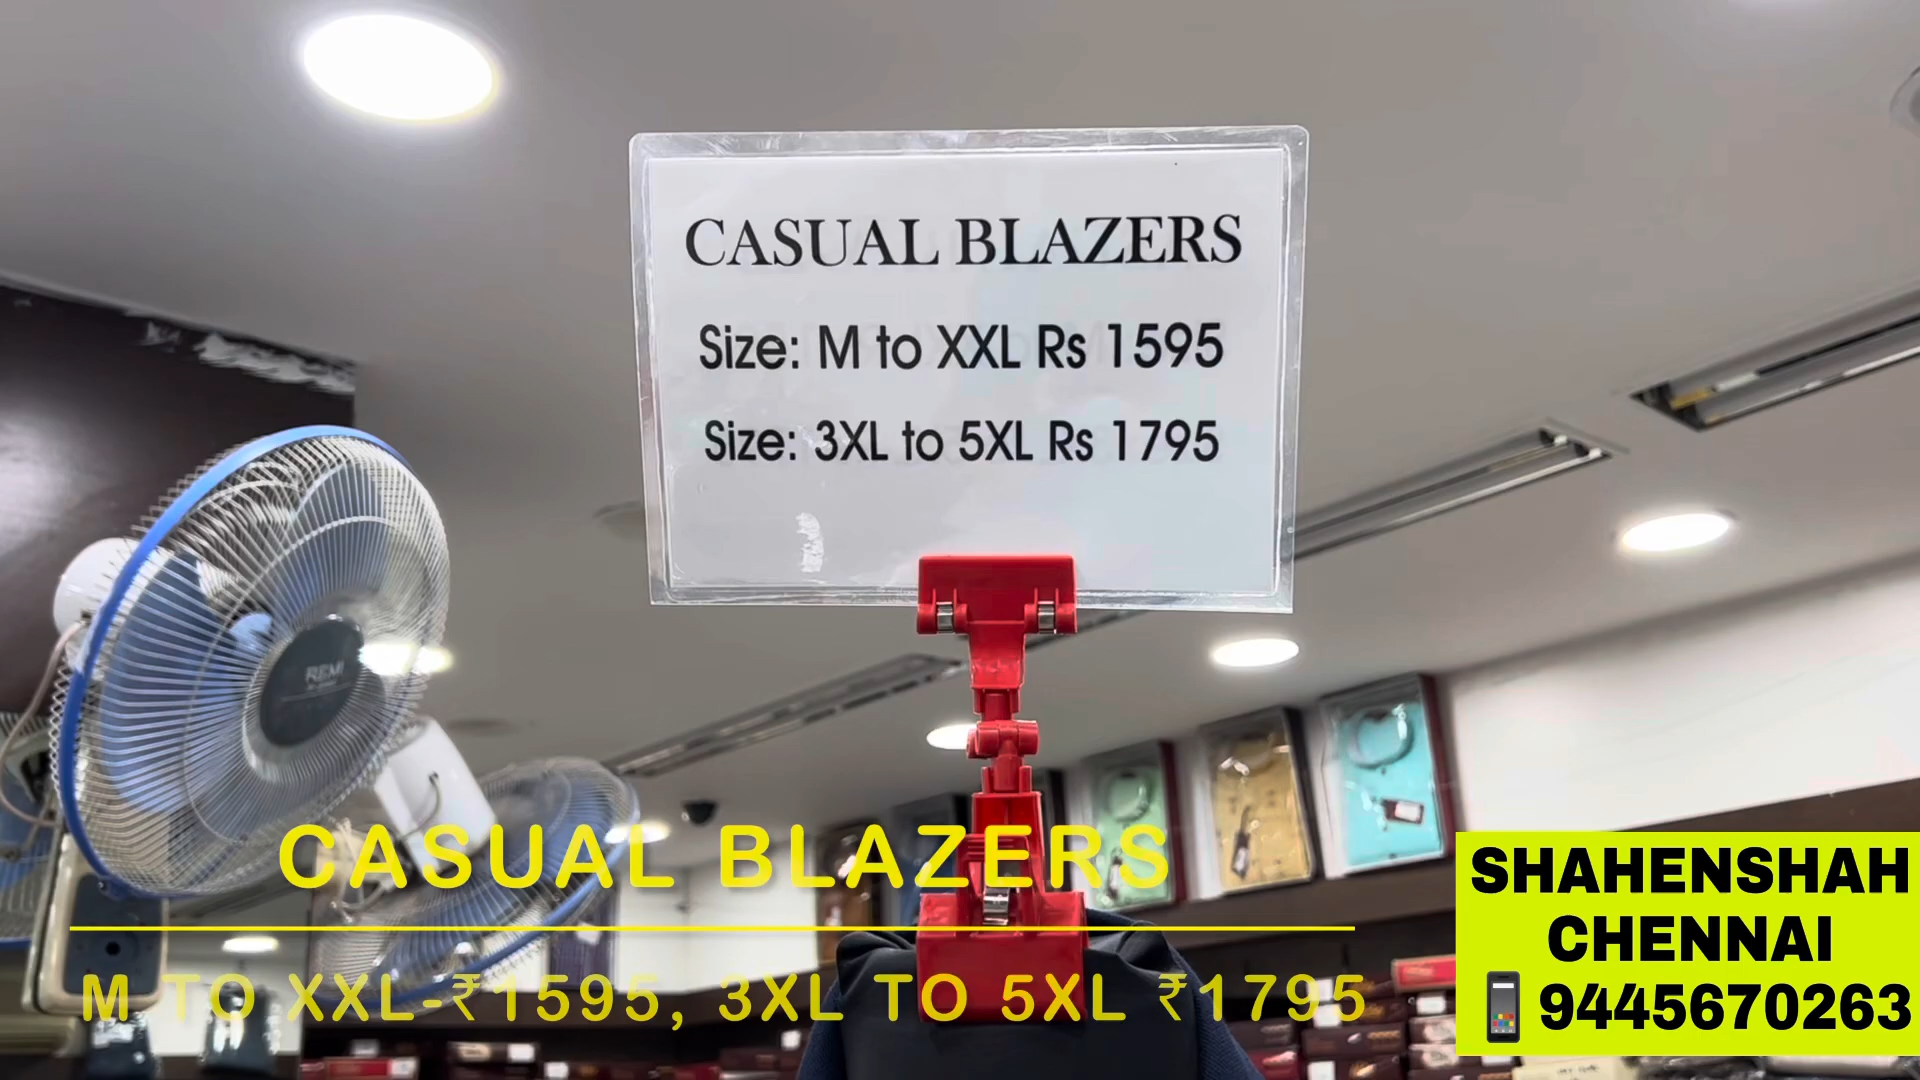 CASUAL BLAZERS
Size: M to XXL Rs 1595
Size: 3XL to 5XL Rs 1795
REMI
CASUAL BLAZERS
M TO XXL-₹1595, 3XL TO 5XL ₹1795
SHAHENSHAH
CHENNAI
9445670263